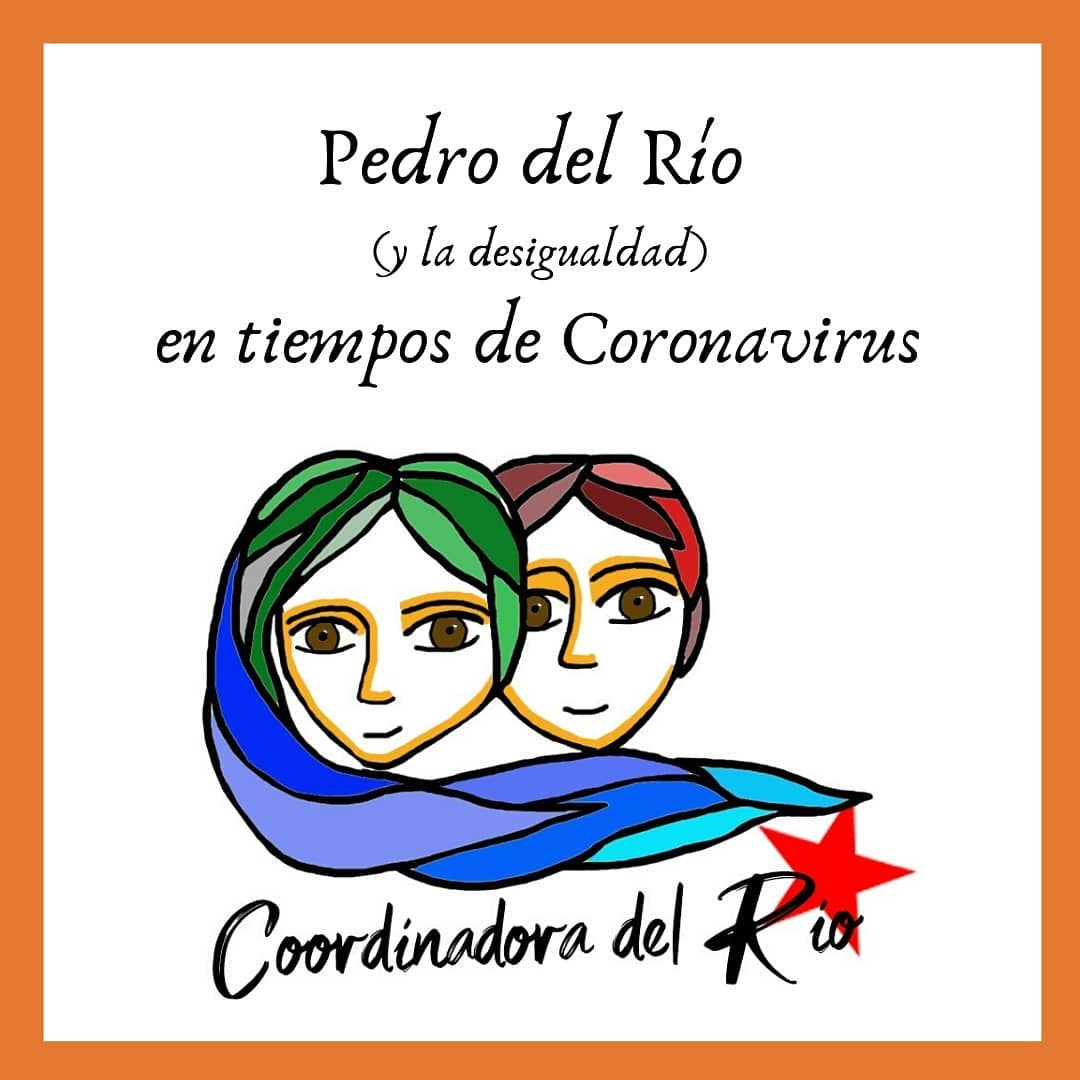 Pedro del Río
(y la desigualdad)
en tiempos de Coronavirus
Coordinadora del Río